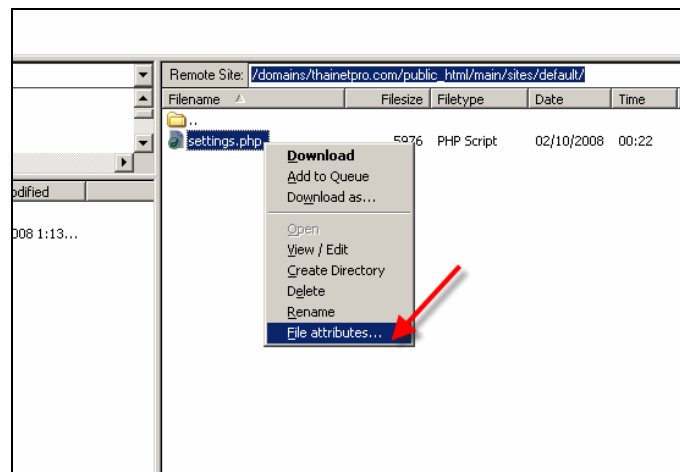 Remote Site: /domains/thainetpro.com/public_html/main/sites/default/
Filename Filesize Filetype Date Time
..
settings.php 5976 PHP Script 02/10/2008 00:22
Download
Add to Queue
Download as...
odified
008 1:13...
Open
View / Edit
Create Directory
Delete
Rename
File attributes...